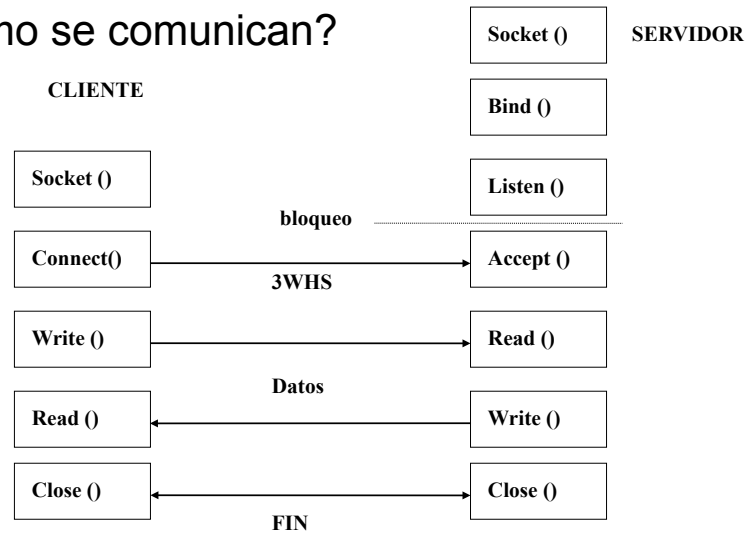 se comunican?
Socket () SERVIDOR
CLIENTE
Bind ()
Socket ()
Listen ()
bloqueo
Connect() Accept ()
3WHS
Write () Read ()
Datos
Read () Write ()
Close () Close ()
FIN